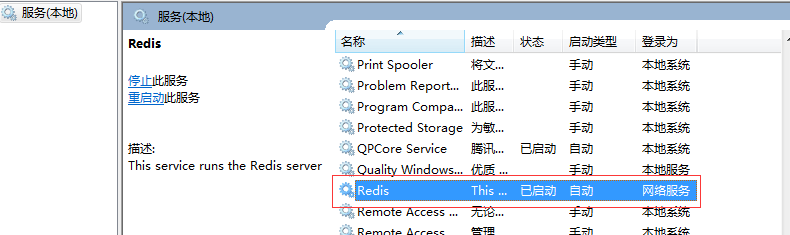 服务(本地)
服务(本地)
Redis
停止此服务
重启动此服务
描述:
This service runs the Redis server
名称 描述 状态 启动类型 登录为
Print Spooler 将文... 手动 本地系统
Problem Report... 此服... 手动 本地系统
Program Compa... 此服... 手动 本地系统
Protected Storage 为敏... 手动 本地系统
QPCore Service 腾讯... 已启动 自动 本地系统
Quality Windows... 优质 ... 手动 本地服务
Redis This ... 已启动 自动 网络服务
Remote Access ... 无论... 手动 本地系统
Remote Access ... 管理... 手动 本地系统